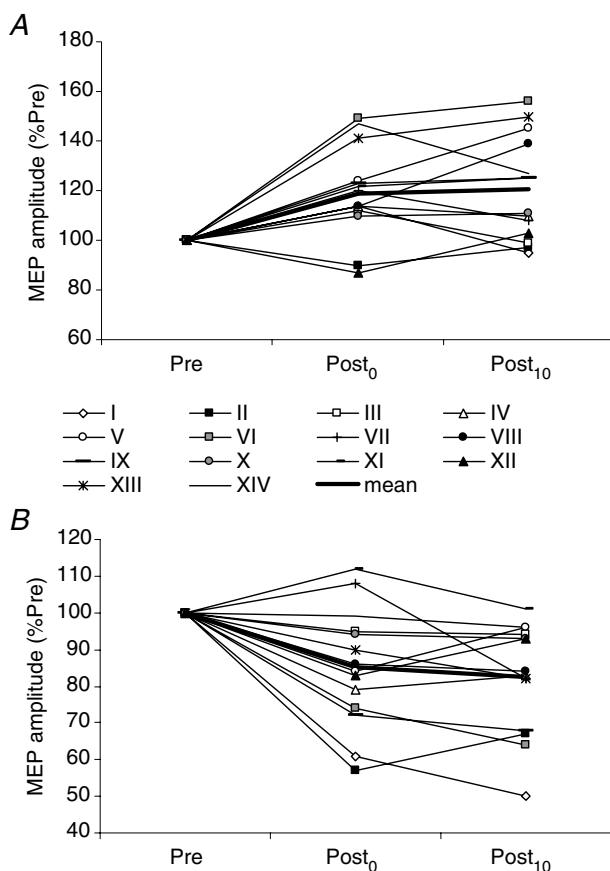 A
MEP amplitude (%Pre)
180
160
140
120
100
80
60
Pre Post₀ Post₁₀
I II III IV
V VI VII VIII
IX X XI XII
XIII XIV mean
B
MEP amplitude (%Pre)
120
110
100
90
80
70
60
50
40
Pre Post₀ Post₁₀